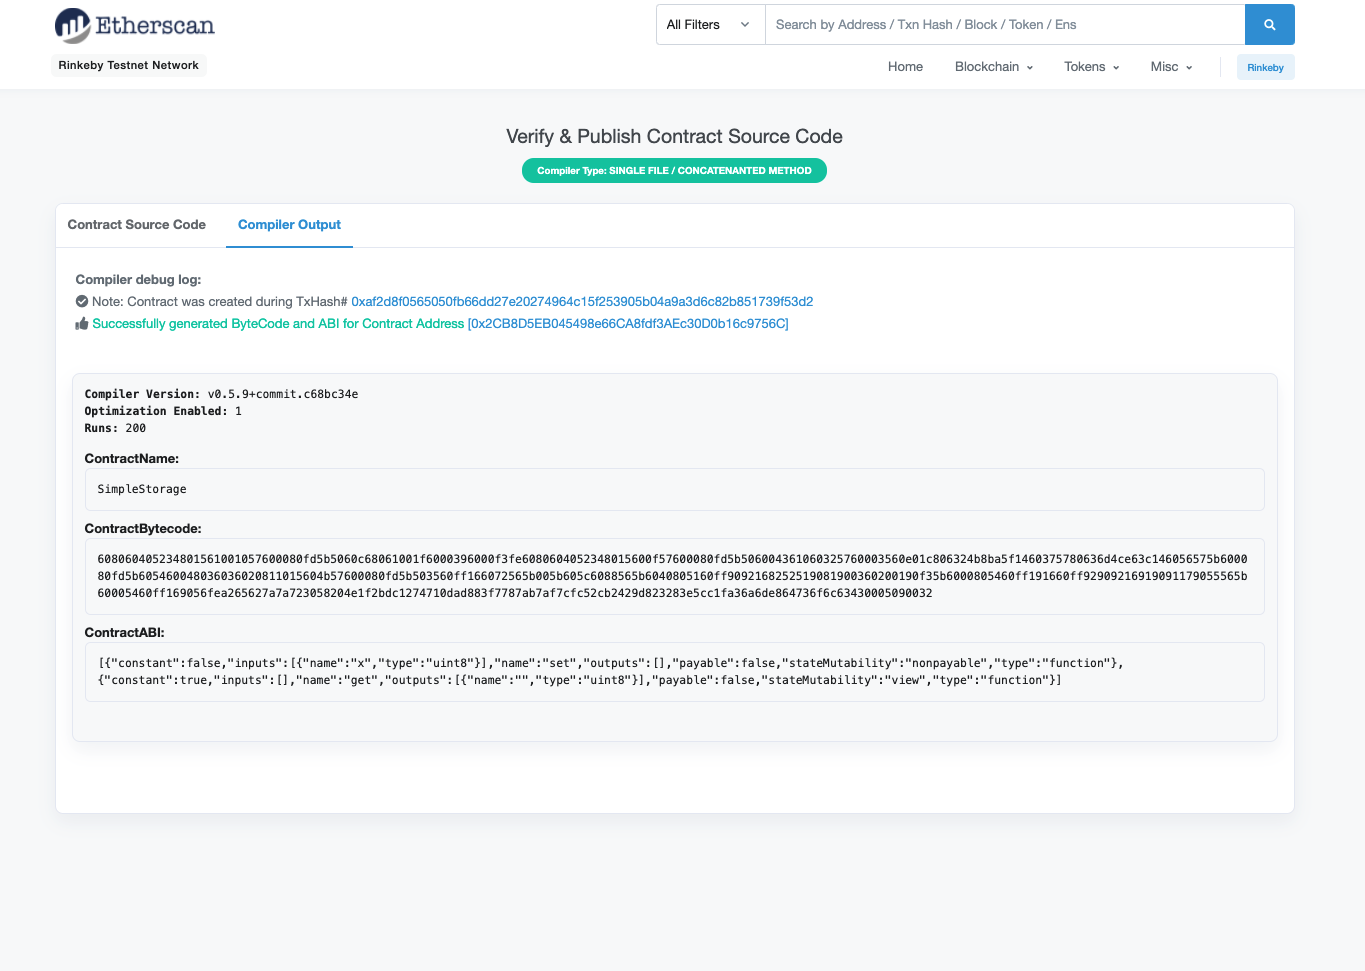 Etherscan
All Filters
Search by Address / Txn Hash / Block / Token / Ens
Rinkeby Testnet Network
Home
Blockchain
Tokens
Misc
Rinkeby
Verify & Publish Contract Source Code
Compiler Type: SINGLE FILE / CONCATENANTED METHOD
Contract Source Code
Compiler Output
Compiler debug log:
Note: Contract was created during TxHash# 0xaf2d8f0565050fb66dd27e20274964c15f253905b04a9a3d6c82b851739f53d2
Successfully generated ByteCode and ABI for Contract Address [0x2CB8D5EB045498e66CA8fdf3AEc30D0b16c9756C]
Compiler Version: v0.5.9+commit.c68bc34e
Optimization Enabled: 1
Runs: 200
ContractName:
SimpleStorage
ContractBytecode:
608060405234801561001057600080fd5b5060c68061001f6000396000f3fe6080604052348015600f57600080fd5b506004361060325760003560e01c806324b8ba5f1460375780636d4ce63c146056575b6000
80fd5b605460048036036020811015604b57600080fd5b503560ff166072565b005b605c6088565b6040805160ff9092168252519081900360200190f35b6000805460ff191660ff92909216919091179055565b
60005460ff169056fea265627a7a723058204e1f2bdc1274710dad883f7787ab7af7cfc52cb2429d823283e5cc1fa36a6de864736f6c63430005090032
ContractABI:
[{"constant":false,"inputs":[{"name":"x","type":"uint8"}],"name":"set","outputs":[],"payable":false,"stateMutability":"nonpayable","type":"function"},
{"constant":true,"inputs":[],"name":"get","outputs":[{"name":"","type":"uint8"}],"payable":false,"stateMutability":"view","type":"function"}]